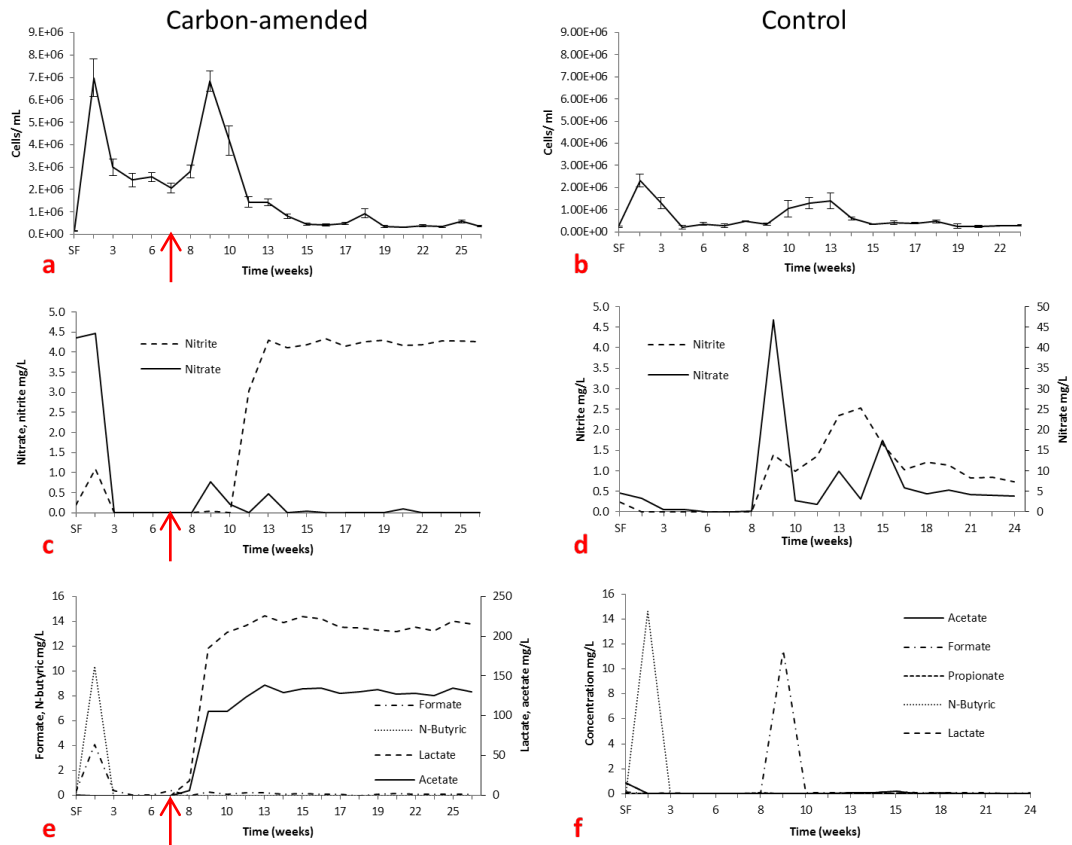 Carbon-amended
Control
9.E+06
8.E+06
7.E+06
6.E+06
5.E+06
4.E+06
3.E+06
2.E+06
1.E+06
0.E+00
Cells/ mL
SF 3 6 8 10 13 15 17 19 22 25
Time (weeks)
a
9.00E+06
8.00E+06
7.00E+06
6.00E+06
5.00E+06
4.00E+06
3.00E+06
2.00E+06
1.00E+06
0.00E+00
Cells/ ml
SF 3 6 8 10 13 15 17 19 22
Time (weeks)
b
5.0
4.5
4.0
3.5
3.0
2.5
2.0
1.5
1.0
0.5
0.0
Nitrate, nitrite mg/L
Nitrite
Nitrate
SF 3 6 8 10 13 15 17 19 22 25
Time (weeks)
c
5.0
4.5
4.0
3.5
3.0
2.5
2.0
1.5
1.0
0.5
0.0
Nitrite mg/L
Nitrite
Nitrate
50
45
40
35
30
25
20
15
10
5
0
Nitrate mg/L
SF 3 6 8 10 13 15 18 21 24
Time (weeks)
d
16
14
12
10
8
6
4
2
0
Formate, N-butyric mg/L
250
200
150
100
50
0
Lactate, acetate mg/L
Formate
N-Butyric
Lactate
Acetate
SF 3 6 8 10 13 15 17 19 22 25
Time (weeks)
e
16
14
12
10
8
6
4
2
0
Concentration mg/L
Acetate
Formate
Propionate
N-Butyric
Lactate
SF 3 6 8 10 13 15 18 21 24
Time (weeks)
f